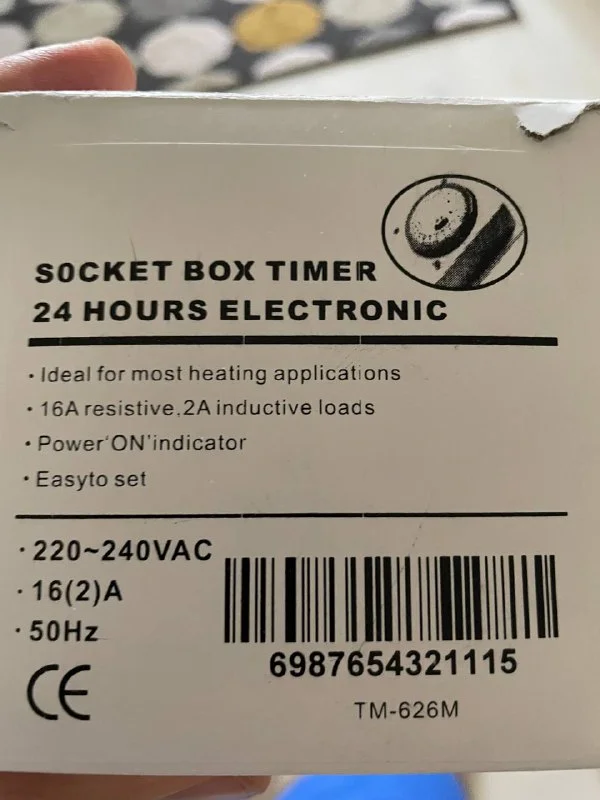 SOCKET BOX TIMER
24 HOURS ELECTRONIC
· Ideal for most heating applications
· 16A resistive,2A inductive loads
· Power'ON'indicator
· Easyto set
· 220~240VAC
· 16(2)A
· 50Hz
CE
6987654321115
TM-626M